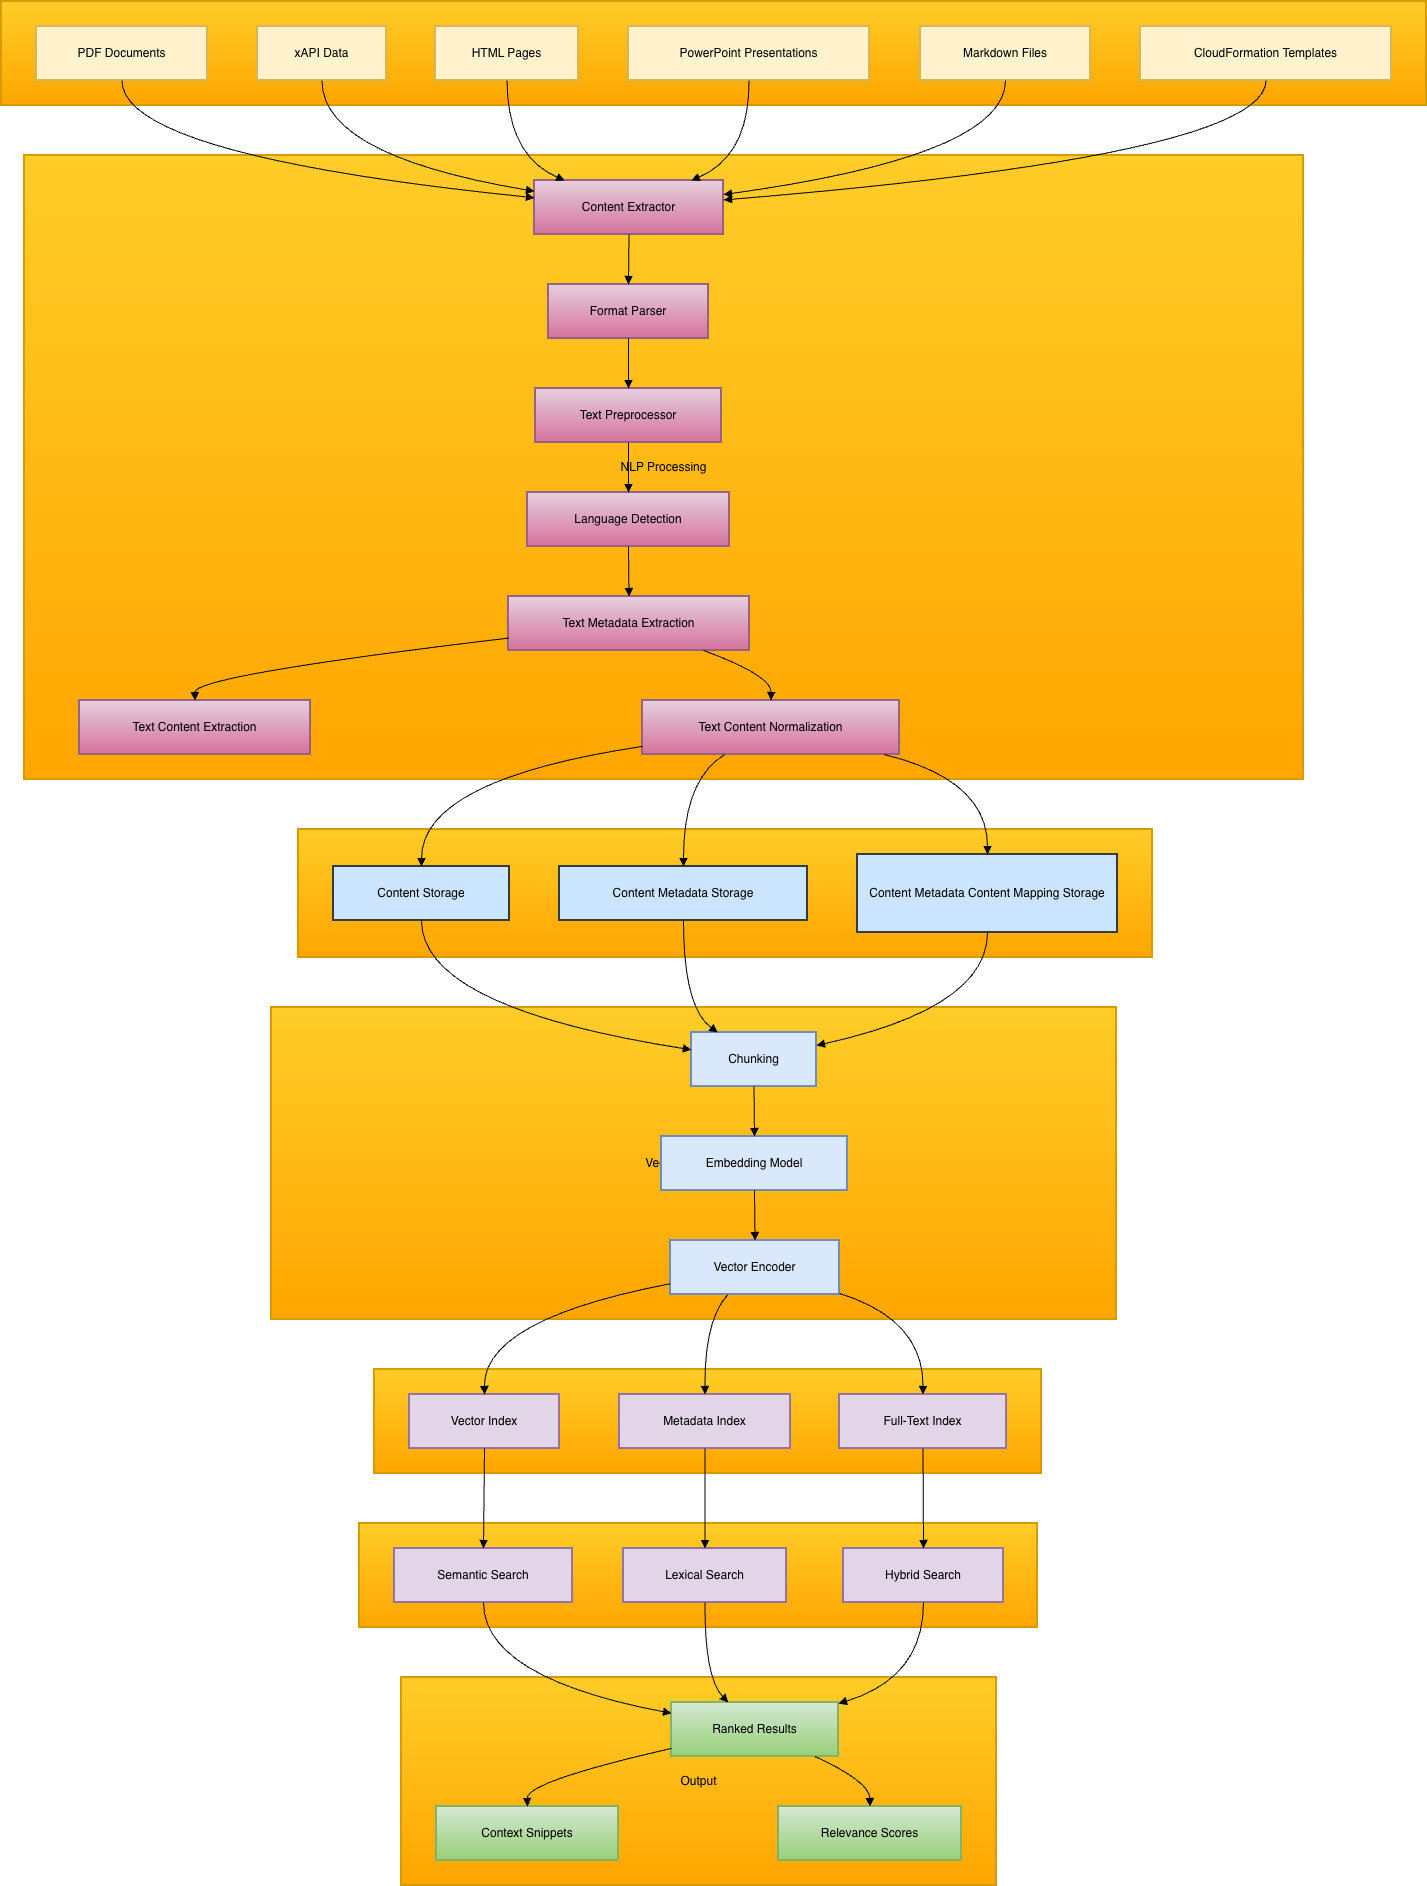 PDF Documents
xAPI Data
HTML Pages
PowerPoint Presentations
Markdown Files
CloudFormation Templates
Content Extractor
Format Parser
Text Preprocessor
NLP Processing
Language Detection
Text Metadata Extraction
Text Content Extraction
Text Content Normalization
Content Storage
Content Metadata Storage
Content Metadata Content Mapping Storage
Chunking
Embedding Model
Vector Encoder
Vector Index
Metadata Index
Full-Text Index
Semantic Search
Lexical Search
Hybrid Search
Ranked Results
Output
Context Snippets
Relevance Scores